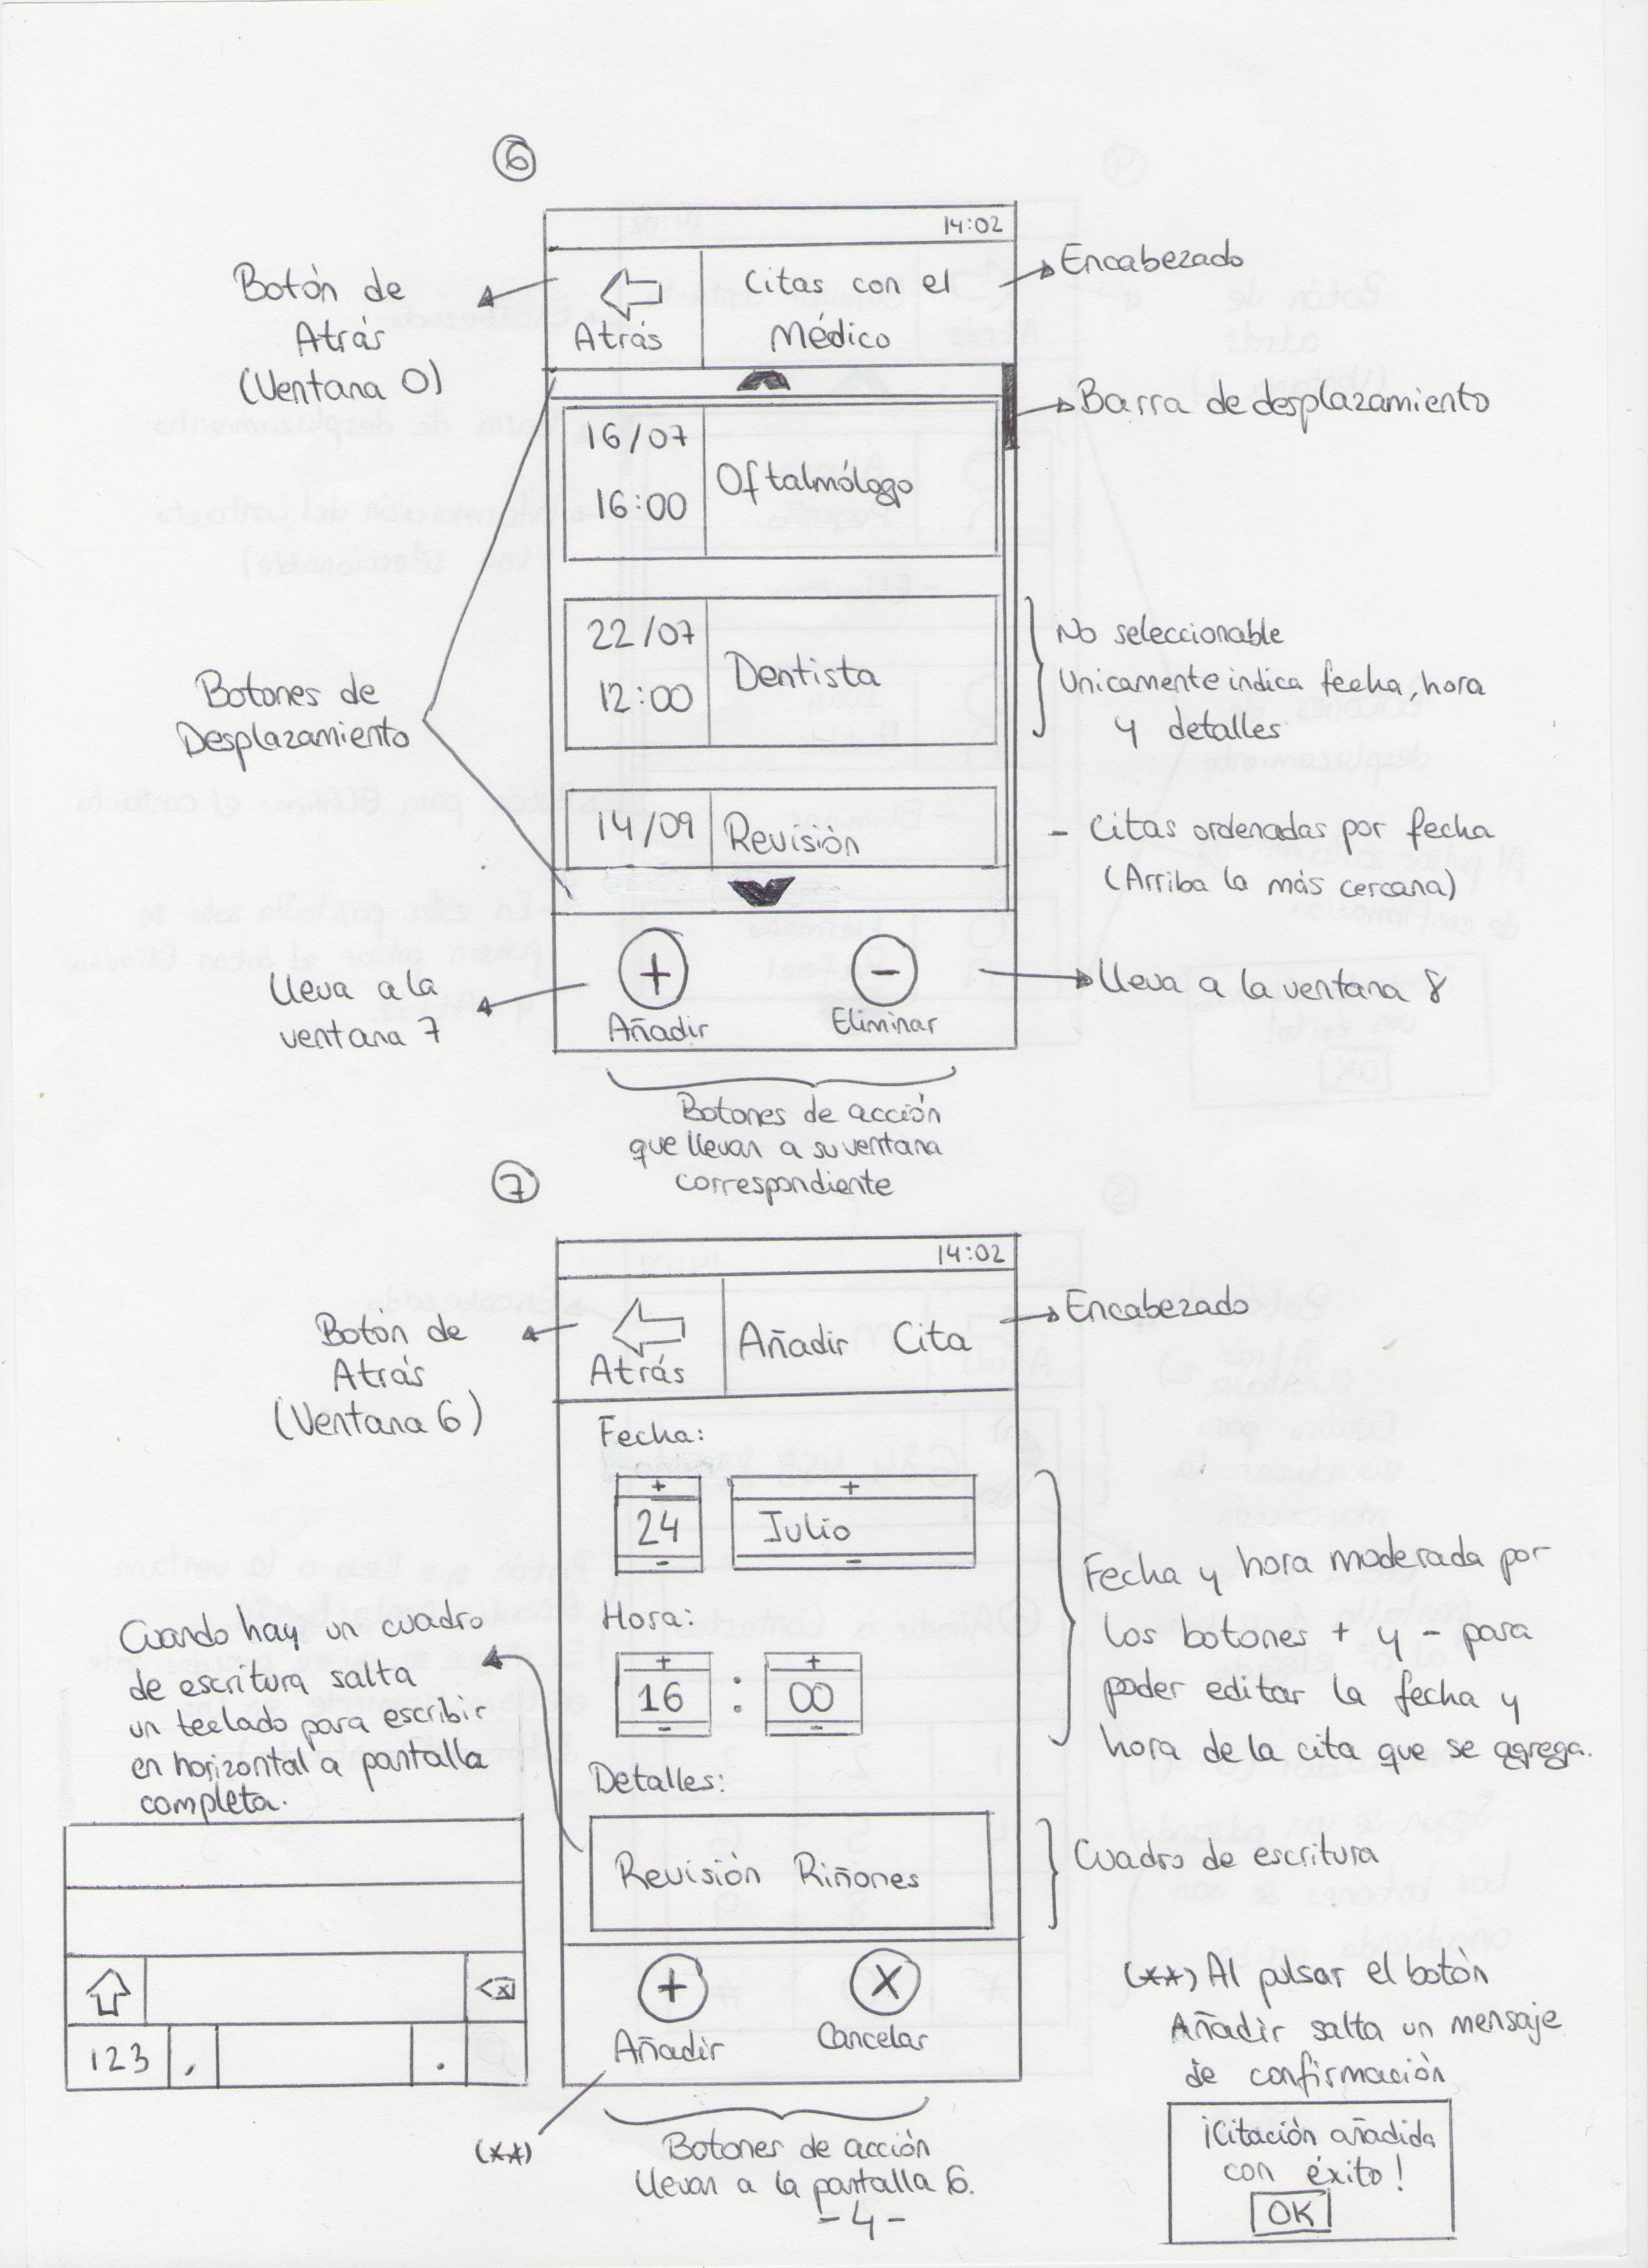 6
14:02
Atrás
Citas con el
Médico
Encabezado
Botón de
Atrás
(Ventana 0)
Barra de desplazamiento
16/07
16:00
Oftalmólogo
22/07
12:00
Dentista
No seleccionable
Unicamente indica fecha, hora
y detalles
Botones de
Desplazamiento
14/09
Revisión
- Citas ordenadas por fecha
(Arriba la más cercana)
+
Añadir
-
Eliminar
Lleva a la
ventana 7
Lleva a la ventana 8
Botones de acción
que llevan a su ventana
correspondiente
7
14:02
Atrás
Añadir Cita
Encabezado
Botón de
Atrás
(Ventana 6)
Fecha:
+ +
24 Julio
- -
Hora:
+ +
16 : 00
- -
Fecha y hora moderada por
los botones + y - para
poder editar la fecha y
hora de la cita que se agrega.
Cuando hay un cuadro
de escritura salta
un teclado para escribir
en horizontal a pantalla
completa.
Detalles:
Revisión Riñones
Cuadro de escritura
x
123 , .
+
Añadir
X
Cancelar
(**)
Botones de acción
llevan a la pantalla 6.
(**) Al pulsar el botón
Añadir salta un mensaje
de confirmación
¡Citación añadida
con éxito!
OK
-4-